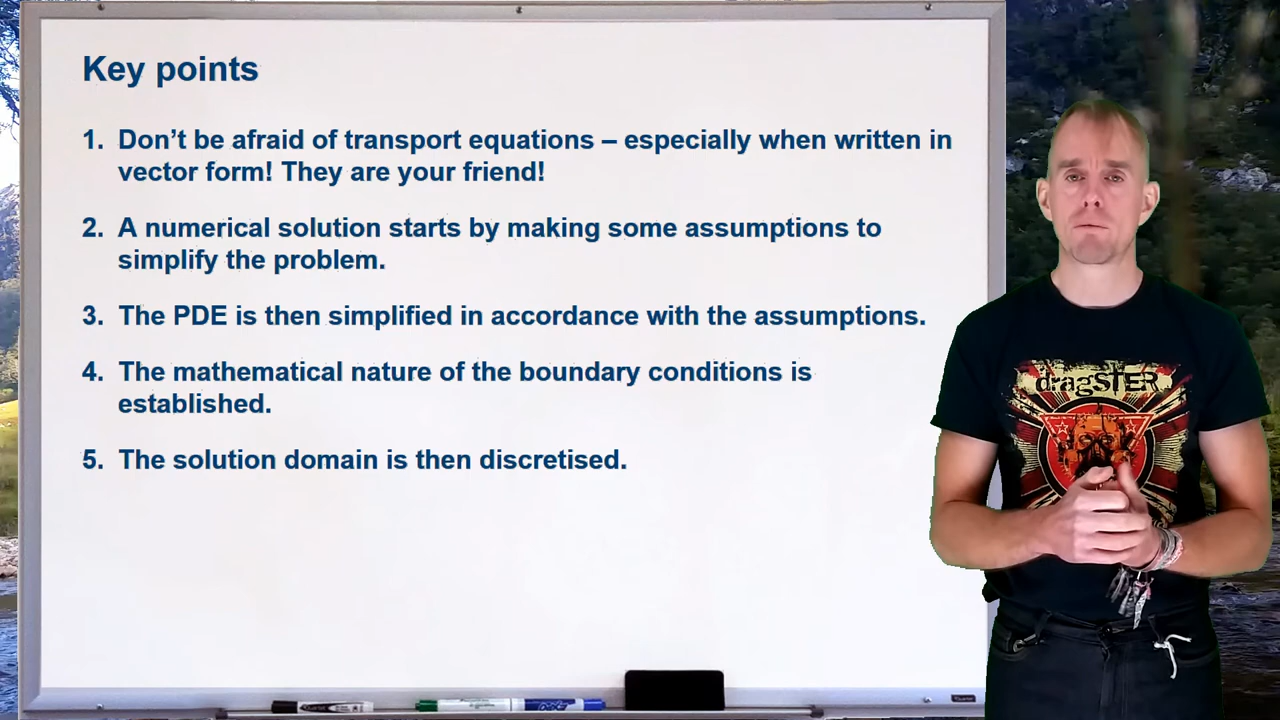 Key points
1. Don’t be afraid of transport equations – especially when written in
vector form! They are your friend!
2. A numerical solution starts by making some assumptions to
simplify the problem.
3. The PDE is then simplified in accordance with the assumptions.
4. The mathematical nature of the boundary conditions is
established.
5. The solution domain is then discretised.
dragSTER